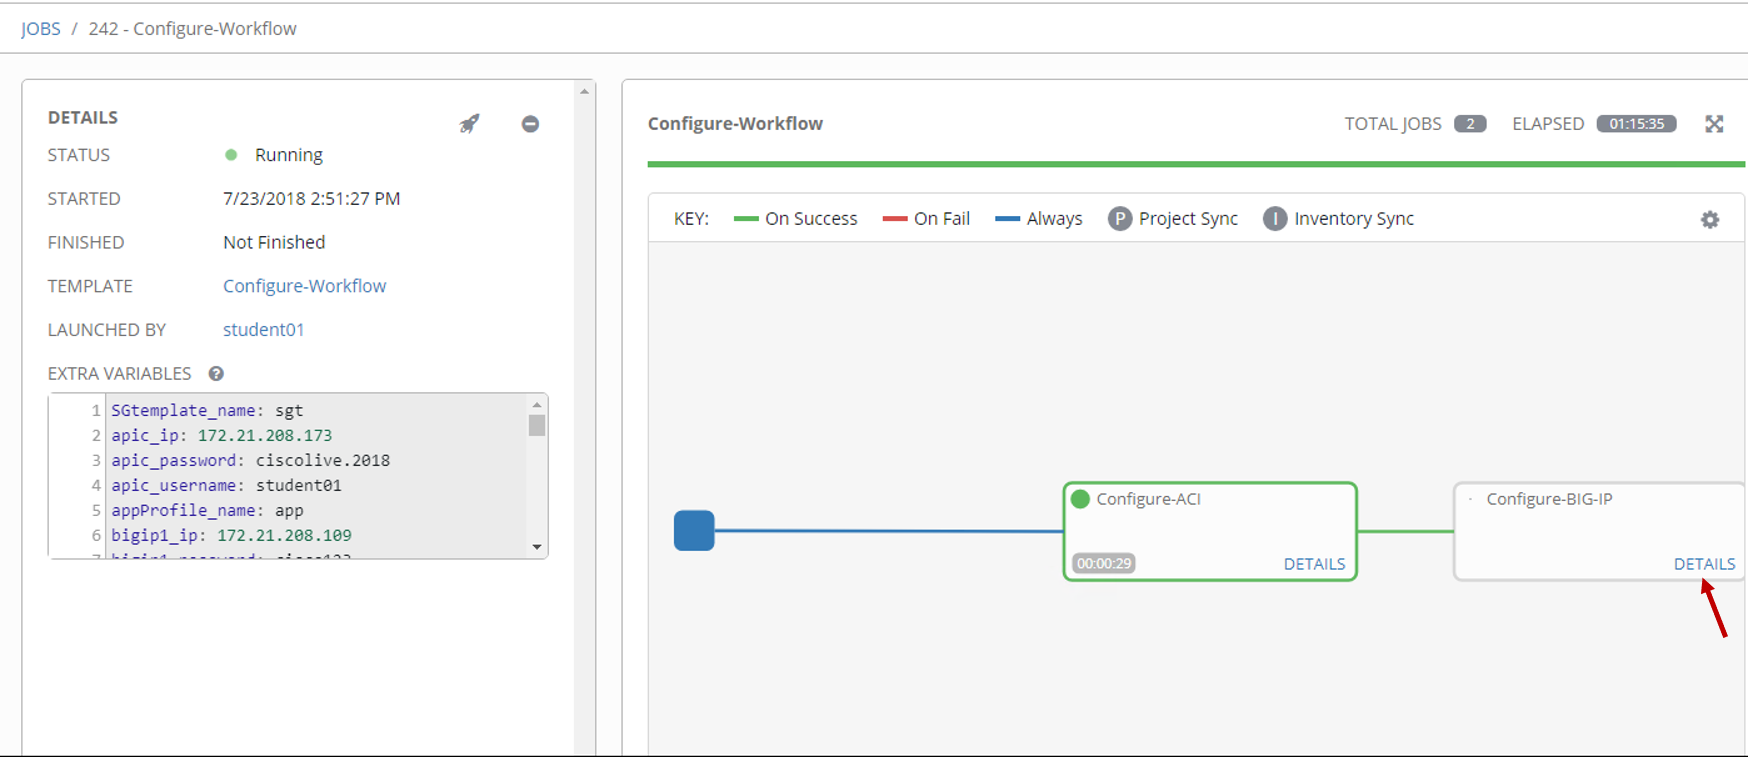 JOBS / 242 - Configure-Workflow
DETAILS
STATUS Running
STARTED 7/23/2018 2:51:27 PM
FINISHED Not Finished
TEMPLATE Configure-Workflow
LAUNCHED BY student01
EXTRA VARIABLES ?
1 SGtemplate_name: sgt
2 apic_ip: 172.21.208.173
3 apic_password: ciscolive.2018
4 apic_username: student01
5 appProfile_name: app
6 bigip1_ip: 172.21.208.109
Configure-Workflow
TOTAL JOBS 2 ELAPSED 01:15:35
KEY: On Success On Fail Always P Project Sync I Inventory Sync
Configure-ACI
00:00:29 DETAILS
Configure-BIG-IP
DETAILS